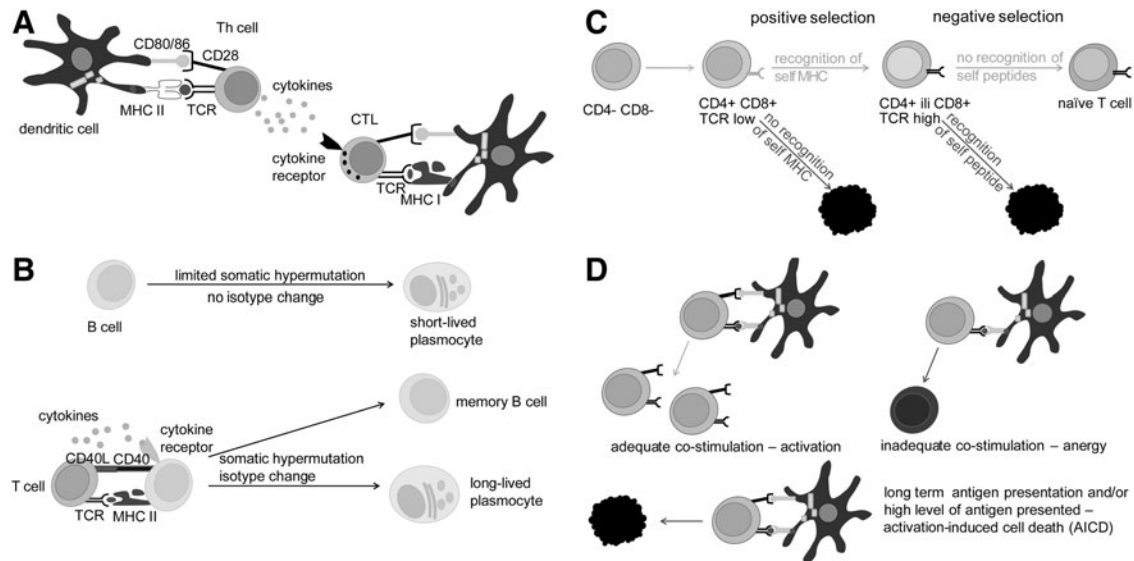 A
CD80/86
Th cell
CD28
cytokines
MHC II
TCR
dendritic cell
CTL
cytokine
receptor
TCR
MHC I
B
limited somatic hypermutation
no isotype change
B cell
short-lived
plasmocyte
cytokines
cytokine
receptor
memory B cell
CD40L CD40
somatic hypermutation
isotype change
T cell
long-lived
plasmocyte
TCR
MHC II
C
positive selection
negative selection
recognition of
self MHC
no recognition of
self peptides
CD4- CD8-
CD4+ CD8+
TCR low
no recognition
of self MHC
CD4+ ili CD8+
TCR high
recognition
of self peptide
naïve T cell
D
adequate co-stimulation – activation
inadequate co-stimulation – anergy
long term antigen presentation and/or
high level of antigen presented –
activation-induced cell death (AICD)